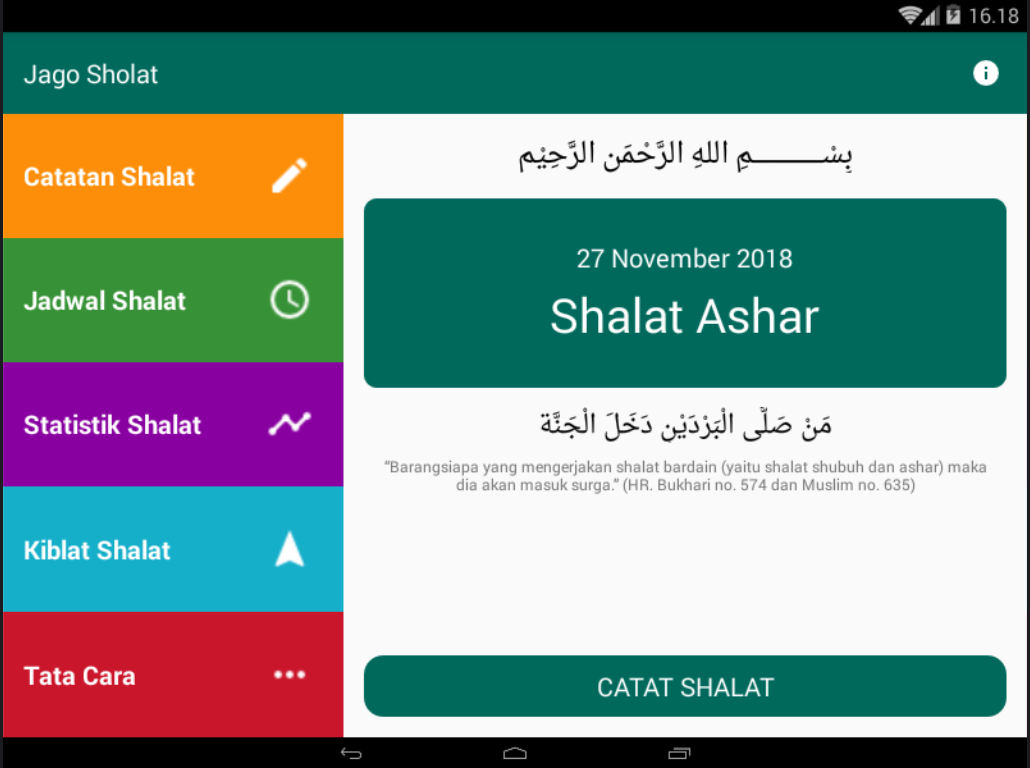 16.18
Jago Sholat
Catatan Shalat
Jadwal Shalat
Statistik Shalat
Kiblat Shalat
Tata Cara
بِسْـــــــــمِ اللهِ الرَّحْمَن الرَّحِيْم
27 November 2018
Shalat Ashar
مَنْ صَلَّى الْبَرْدَيْنِ دَخَلَ الْجَنَّة
“Barangsiapa yang mengerjakan shalat bardain (yaitu shalat shubuh dan ashar) maka
dia akan masuk surga.” (HR. Bukhari no. 574 dan Muslim no. 635)
CATAT SHALAT